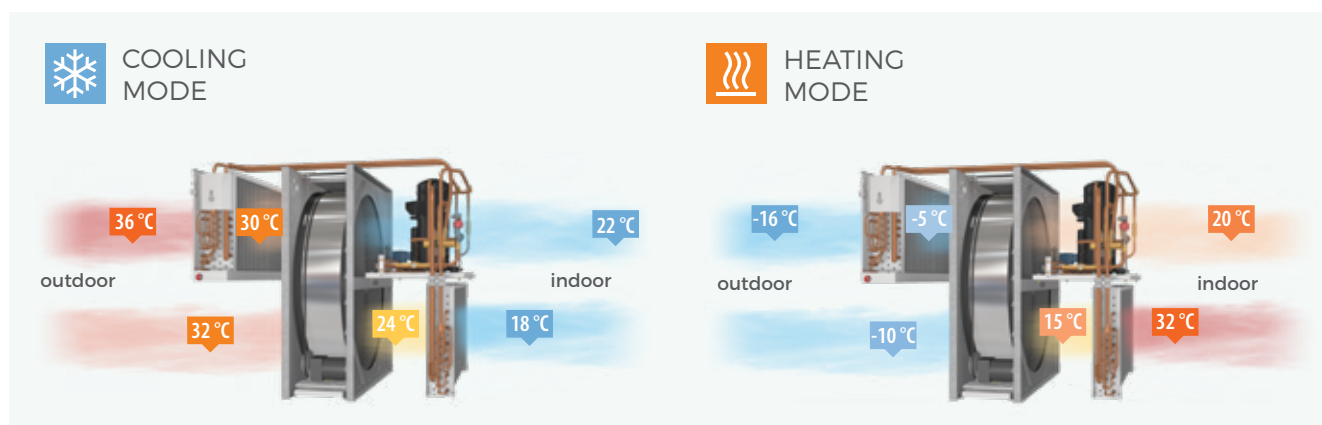 COOLING
MODE
36 °C
30 °C
22 °C
outdoor
indoor
32 °C
24 °C
18 °C
HEATING
MODE
-16 °C
-5 °C
20 °C
outdoor
indoor
-10 °C
15 °C
32 °C